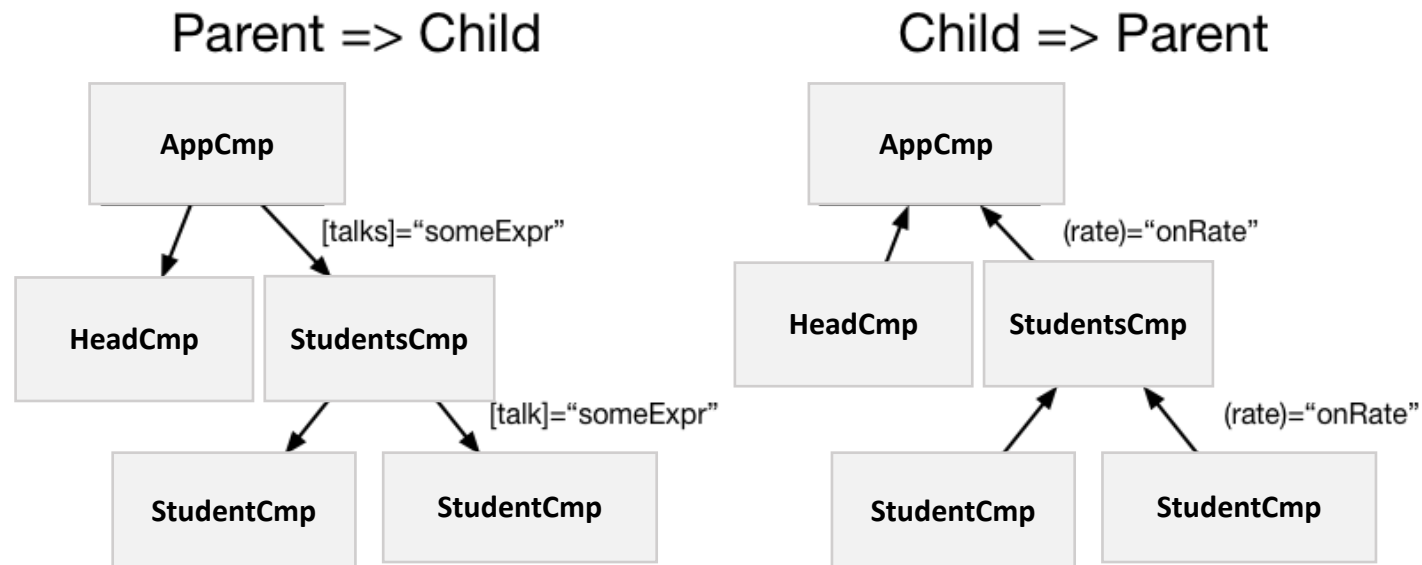 Parent => Child
AppCmp
[talks]=“someExpr”
HeadCmp
StudentsCmp
[talk]=“someExpr”
StudentCmp
StudentCmp
Child => Parent
AppCmp
(rate)=“onRate”
HeadCmp
StudentsCmp
(rate)=“onRate”
StudentCmp
StudentCmp